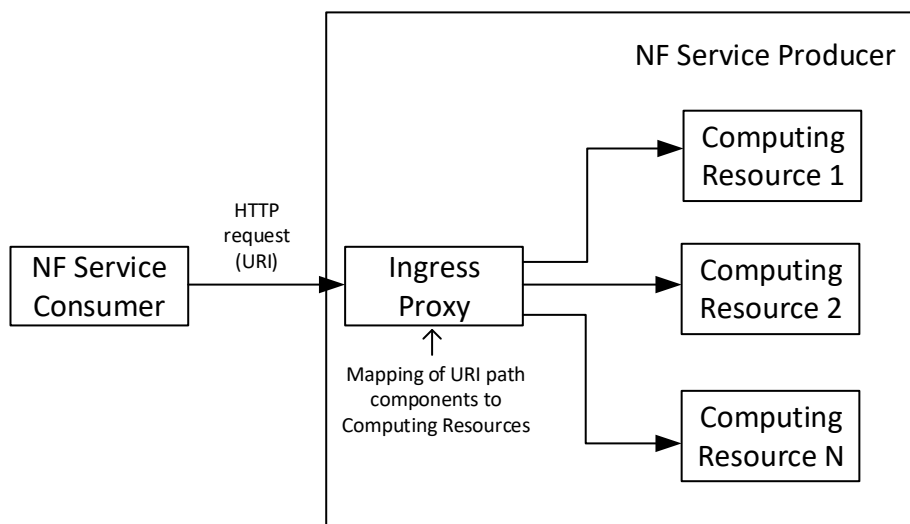 NF Service Producer
Computing
Resource 1
HTTP
request
(URI)
NF Service
Consumer
Ingress
Proxy
Computing
Resource 2
Mapping of URI path
components to
Computing Resources
Computing
Resource N